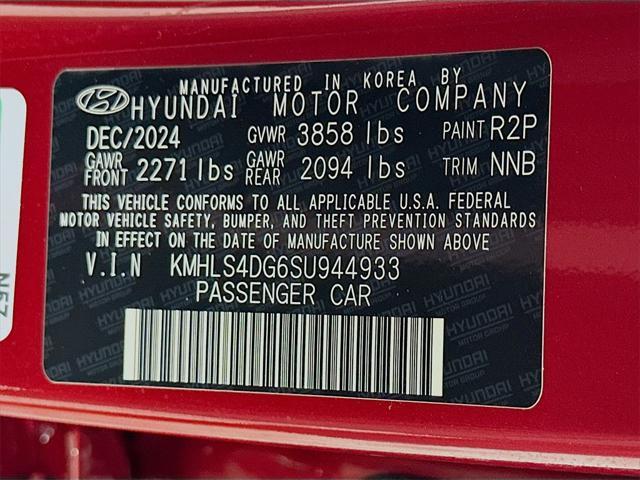 MANUFACTURED IN KOREA BY
HYUNDAI MOTOR COMPANY
DEC/2024 GVWR 3858 lbs PAINT R2P
GAWR FRONT 2271 lbs GAWR REAR 2094 lbs TRIM NNB
THIS VEHICLE CONFORMS TO ALL APPLICABLE U.S.A. FEDERAL
MOTOR VEHICLE SAFETY, BUMPER, AND THEFT PREVENTION STANDARDS
IN EFFECT ON THE DATE OF MANUFACTURE SHOWN ABOVE
V.I.N KMHLS4DG6SU944933
PASSENGER CAR